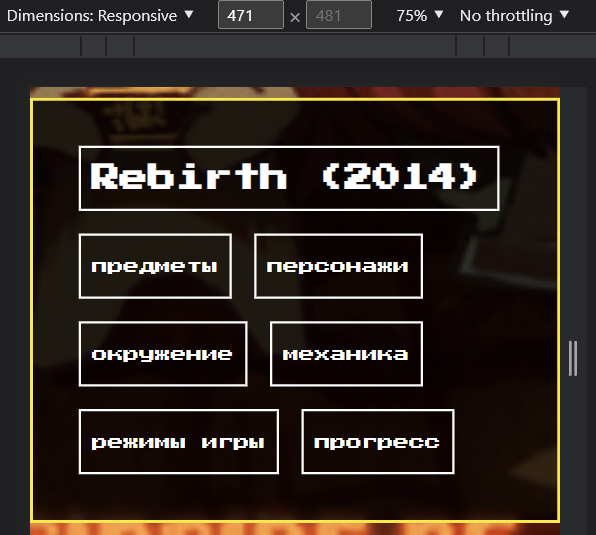 Dimensions: Responsive ▼ 471 × 481 75% ▼ No throttling ▼
Rebirth (2014)
предметы персонажи
окружение механика
режимы игры прогресс